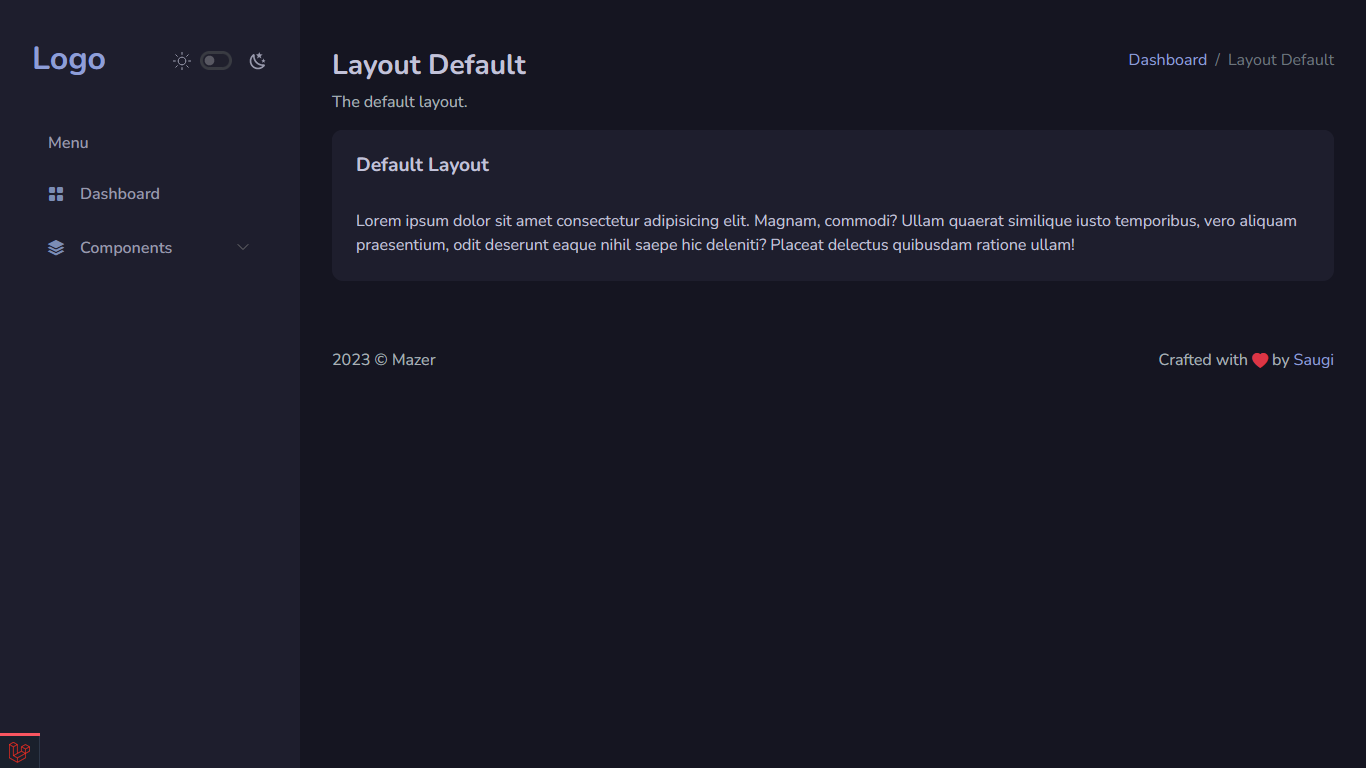 Logo
Menu
Dashboard
Components
Layout Default
Dashboard / Layout Default
The default layout.
Default Layout
Lorem ipsum dolor sit amet consectetur adipisicing elit. Magnam, commodi? Ullam quaerat similique iusto temporibus, vero aliquam
praesentium, odit deserunt eaque nihil saepe hic deleniti? Placeat delectus quibusdam ratione ullam!
2023 © Mazer
Crafted with ❤ by Saugi